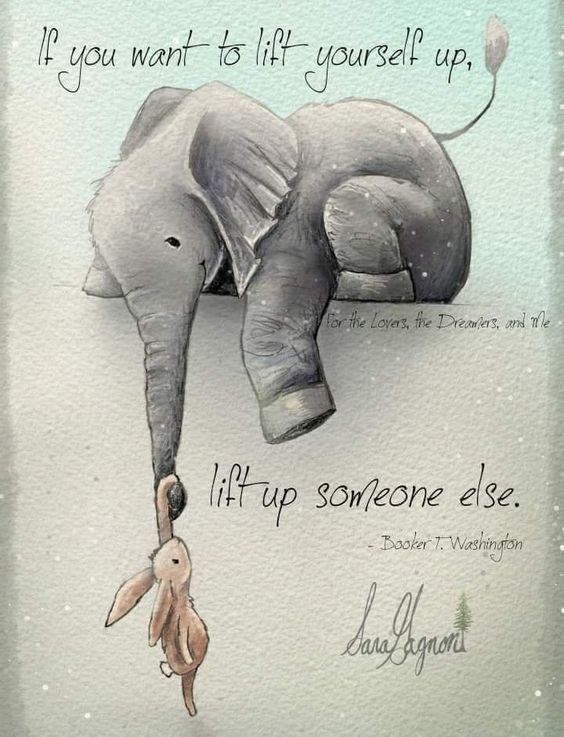 If you want to lift yourself up,
For the Lovers, the Dreamers, and Me
lift up someone else.
- Booker T. Washington
Sara Gagnon